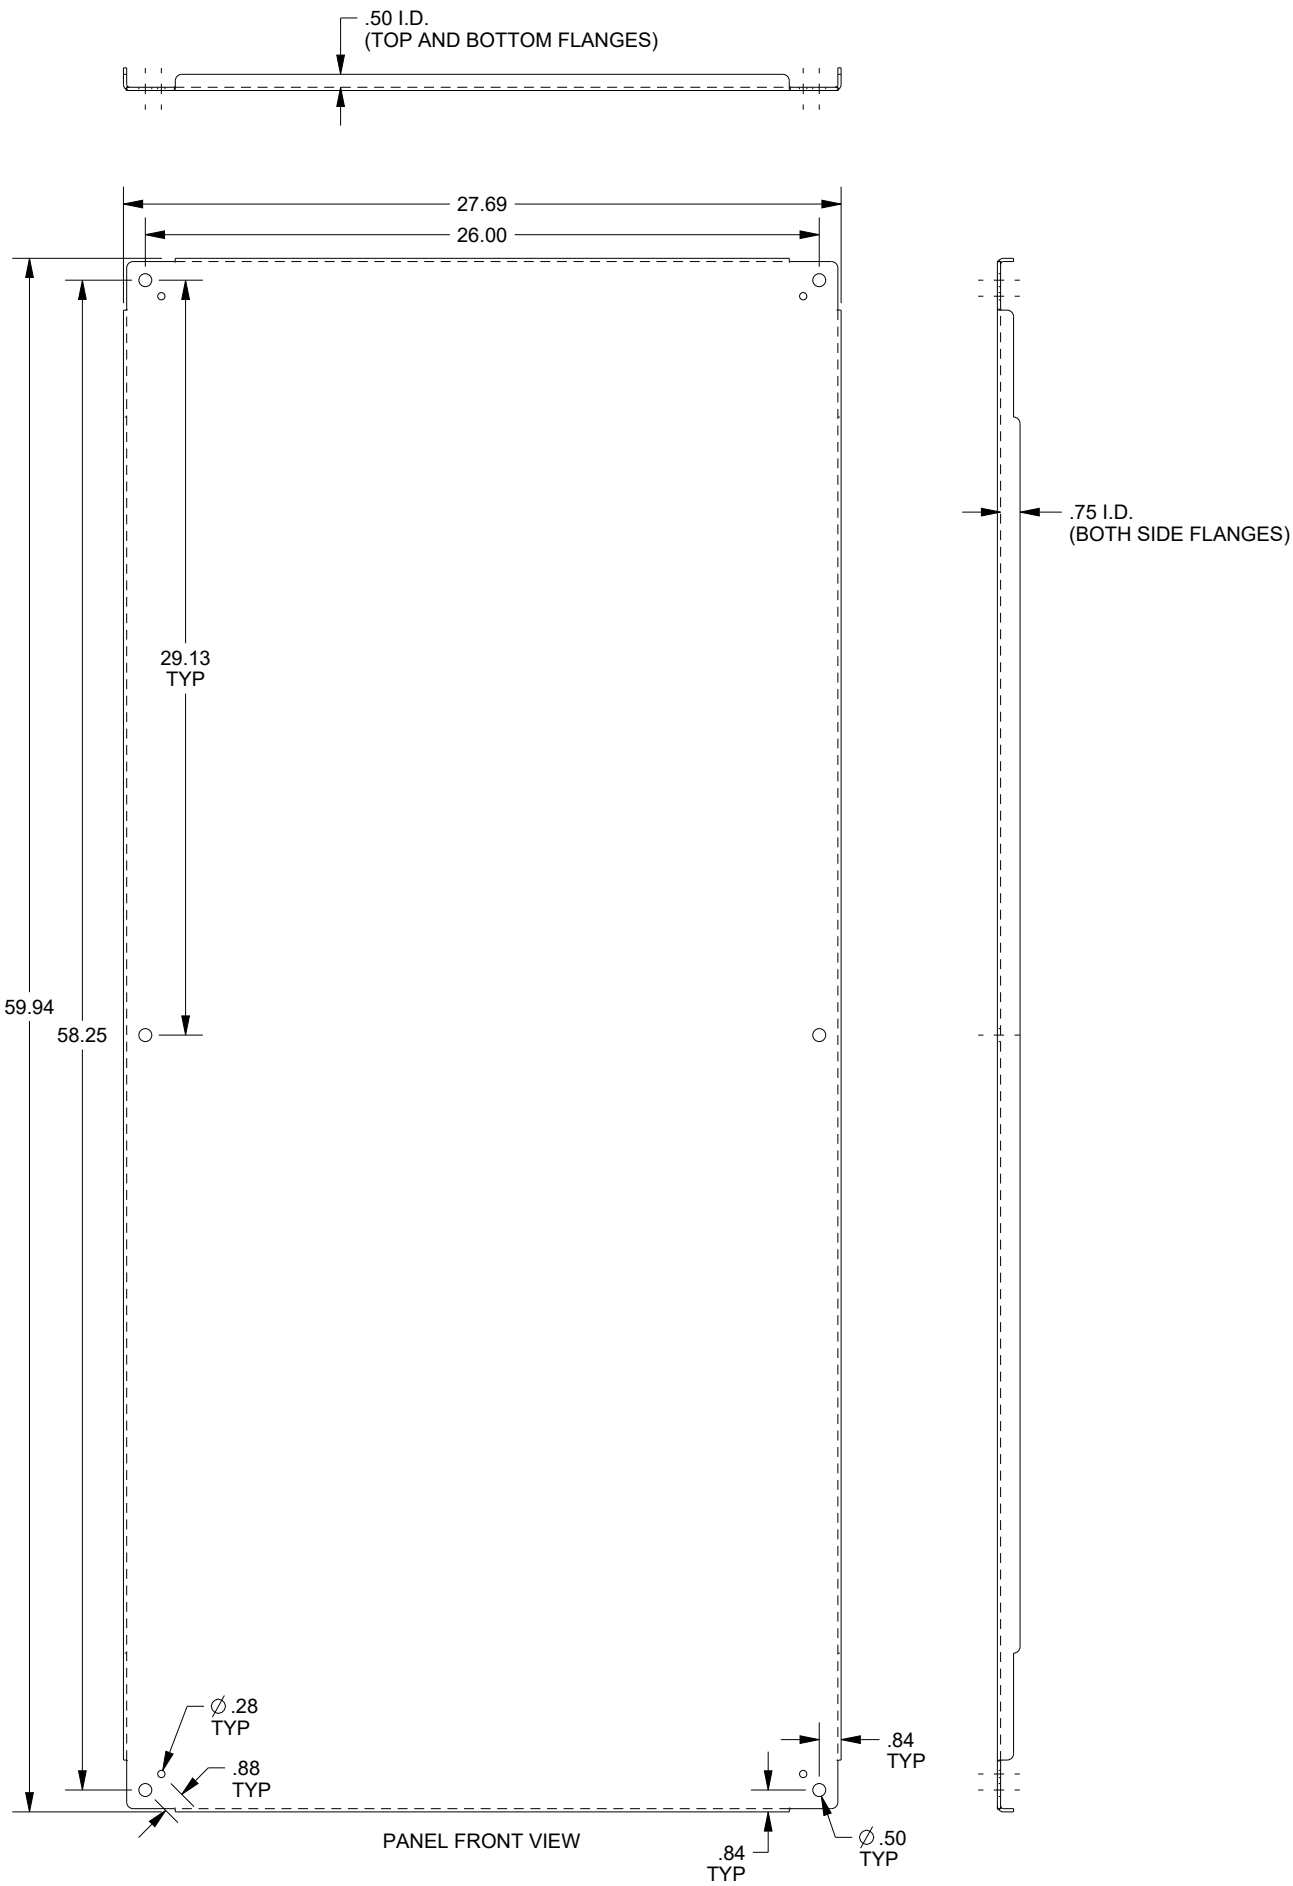 .50 I.D.
(TOP AND BOTTOM FLANGES)
27.69
26.00
.75 I.D.
(BOTH SIDE FLANGES)
29.13
TYP
59.94
58.25
Ø .28
TYP
.88
TYP
.84
TYP
PANEL FRONT VIEW
.84
TYP
Ø .50
TYP